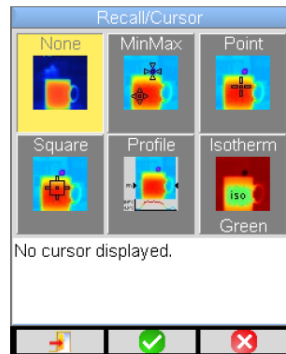 Recall/Cursor
None MinMax Point
Square Profile Isotherm
iso
Green
No cursor displayed.